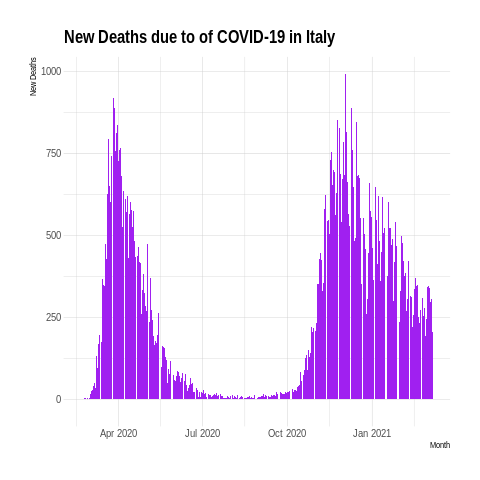 New Deaths due to of COVID-19 in Italy
New Deaths
1000
750
500
250
0
Apr 2020
Jul 2020
Oct 2020
Jan 2021
Month